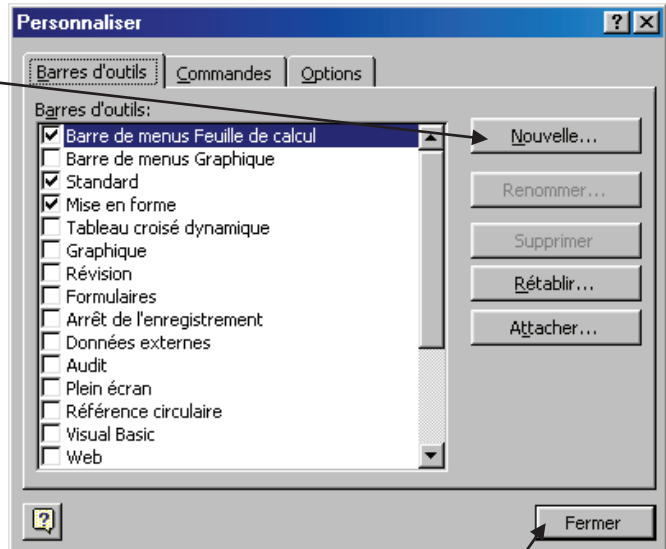 Personnaliser
Barres d'outils Commandes Options
Barres d'outils:
Barre de menus Feuille de calcul
Barre de menus Graphique
Standard
Mise en forme
Tableau croisé dynamique
Graphique
Révision
Formulaires
Arrêt de l'enregistrement
Données externes
Audit
Plein écran
Référence circulaire
Visual Basic
Web
Nouvelle...
Renommer...
Supprimer
Rétablir...
Attacher...
Fermer